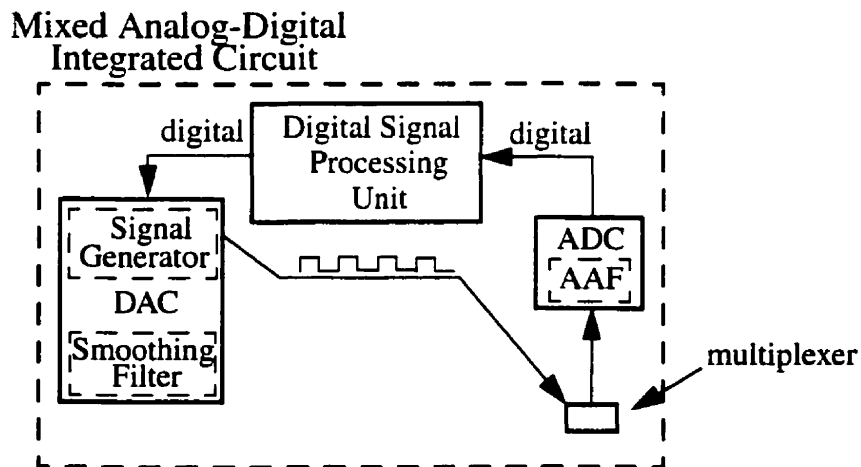 Mixed Analog-Digital
Integrated Circuit
digital
Digital Signal
Processing
Unit
digital
Signal
Generator
DAC
Smoothing
Filter
ADC
AAF
multiplexer